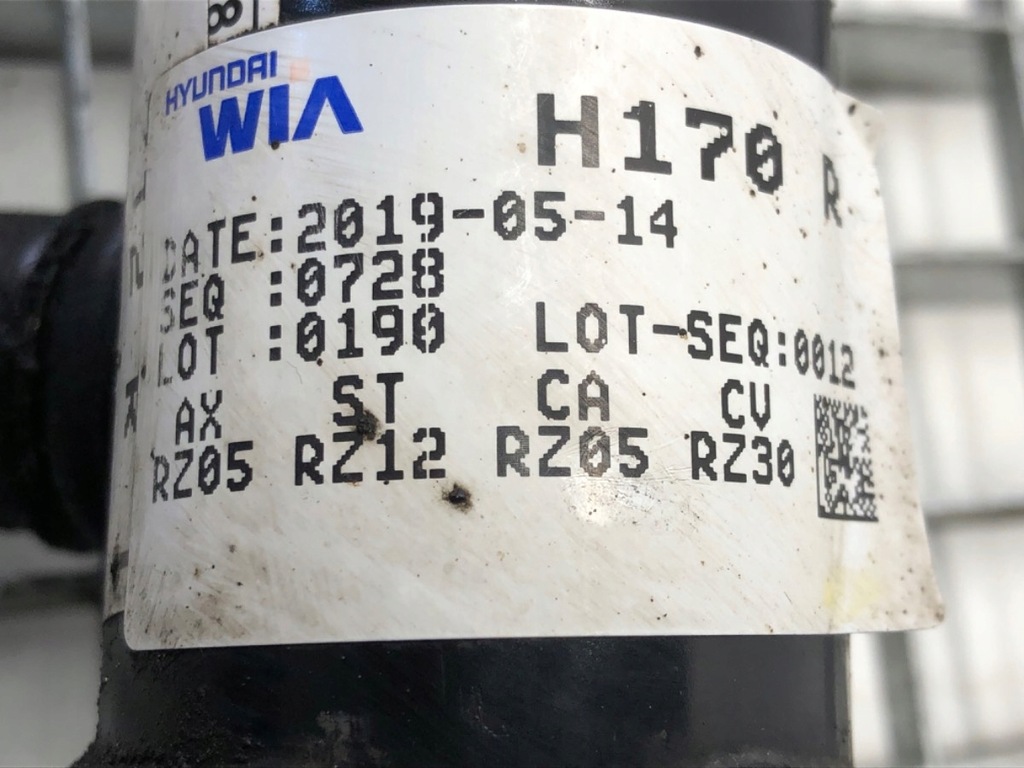 8
HYUNDAI
WIA
H170 R
DATE:2019-05-14
SEQ :0728
LOT :0190 LOT-SEQ:0012
AX ST CA CV
RZ05 RZ12 RZ05 RZ30